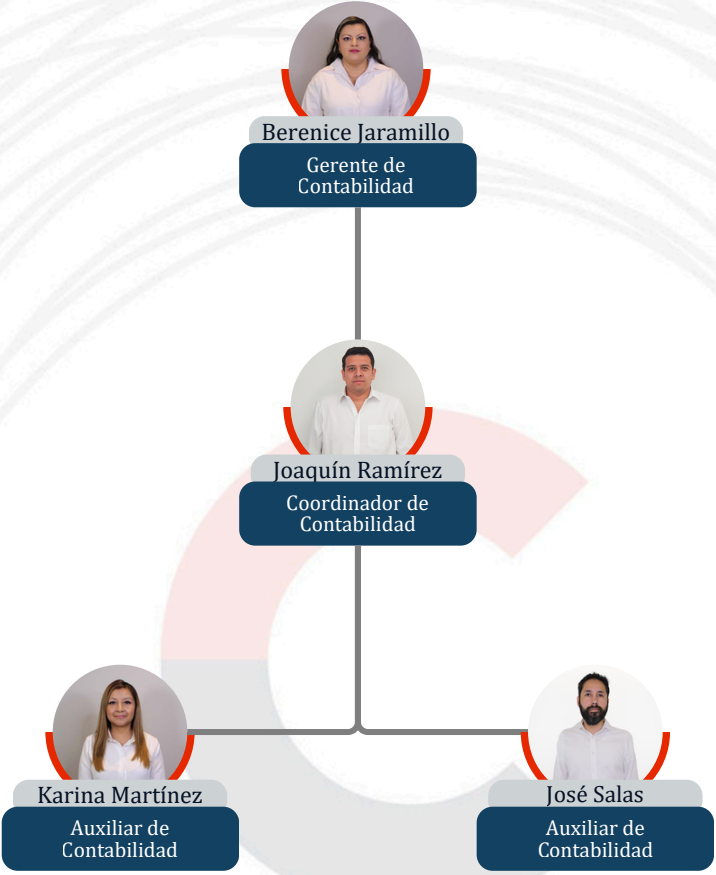 Berenice Jaramillo
Gerente de
Contabilidad
Joaquín Ramírez
Coordinador de
Contabilidad
Karina Martínez
Auxiliar de
Contabilidad
José Salas
Auxiliar de
Contabilidad